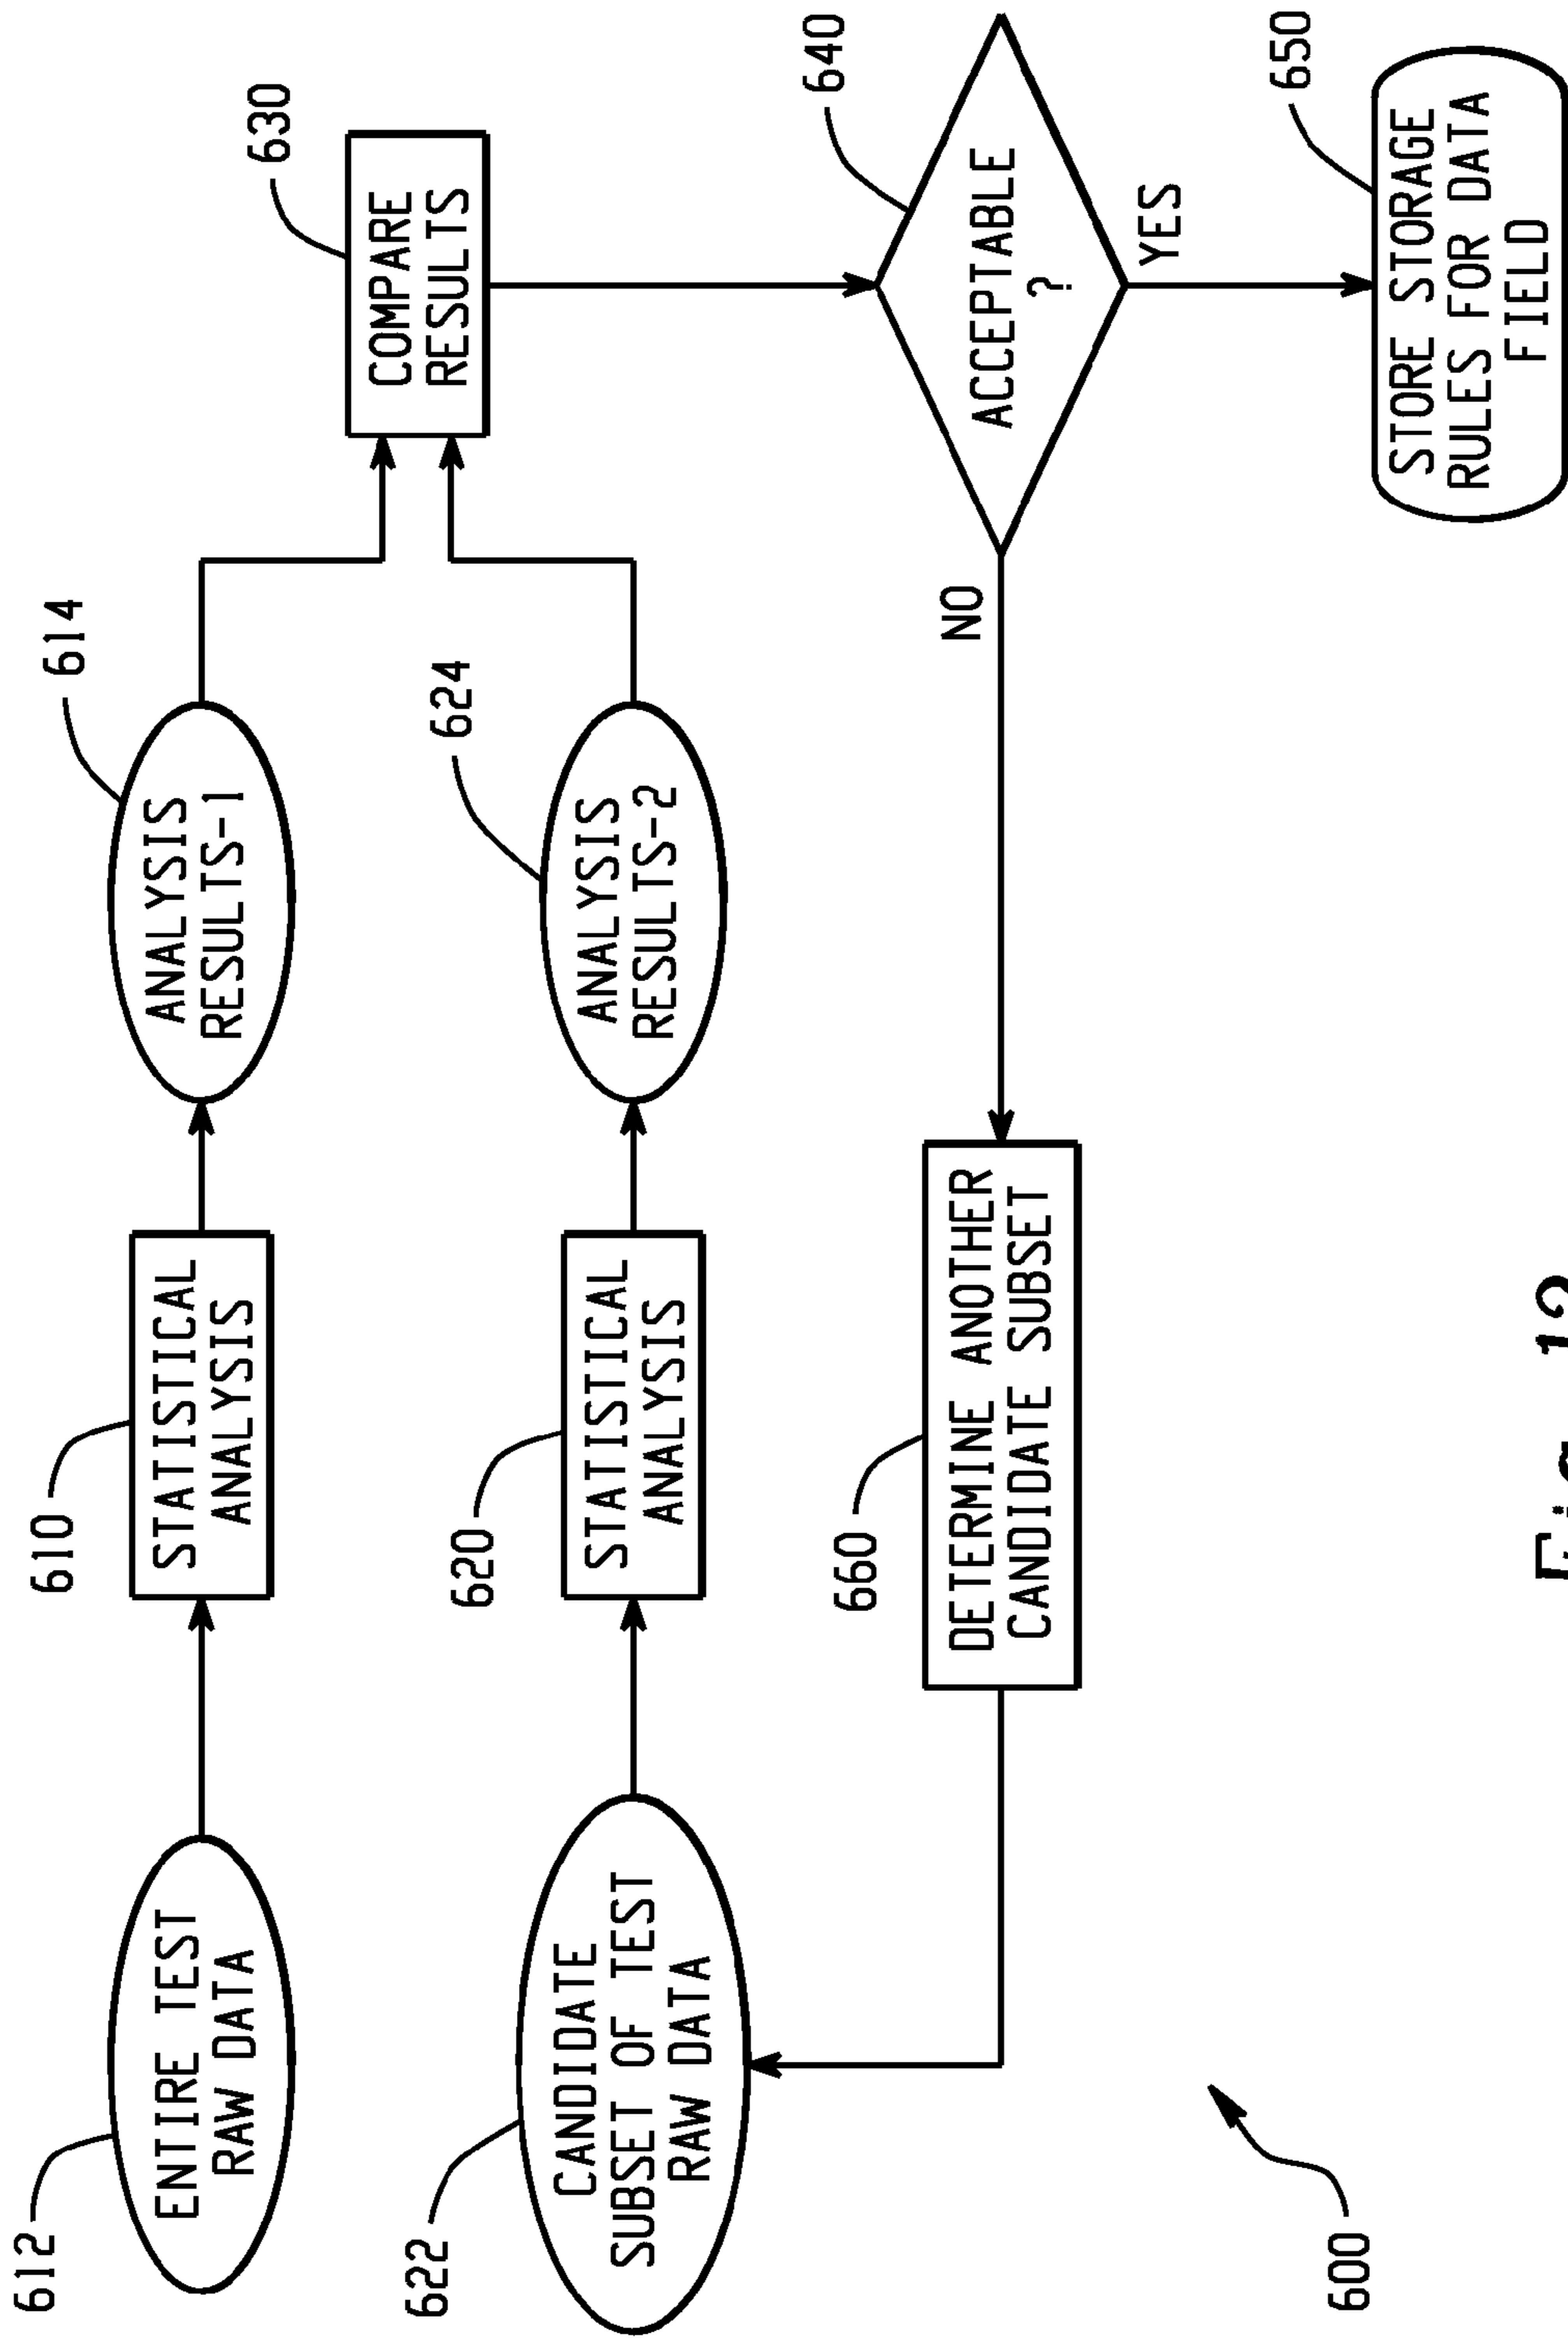 612
ENTIRE TEST
RAW DATA
610
STATISTICAL
ANALYSIS
614
ANALYSIS
RESULTS-1
622
CANDIDATE
SUBSET OF TEST
RAW DATA
620
STATISTICAL
ANALYSIS
624
ANALYSIS
RESULTS-2
630
COMPARE
RESULTS
640
ACCEPTABLE
?
NO
YES
660
DETERMINE ANOTHER
CANDIDATE SUBSET
650
STORE STORAGE
RULES FOR DATA
FIELD
600
Fig. 12